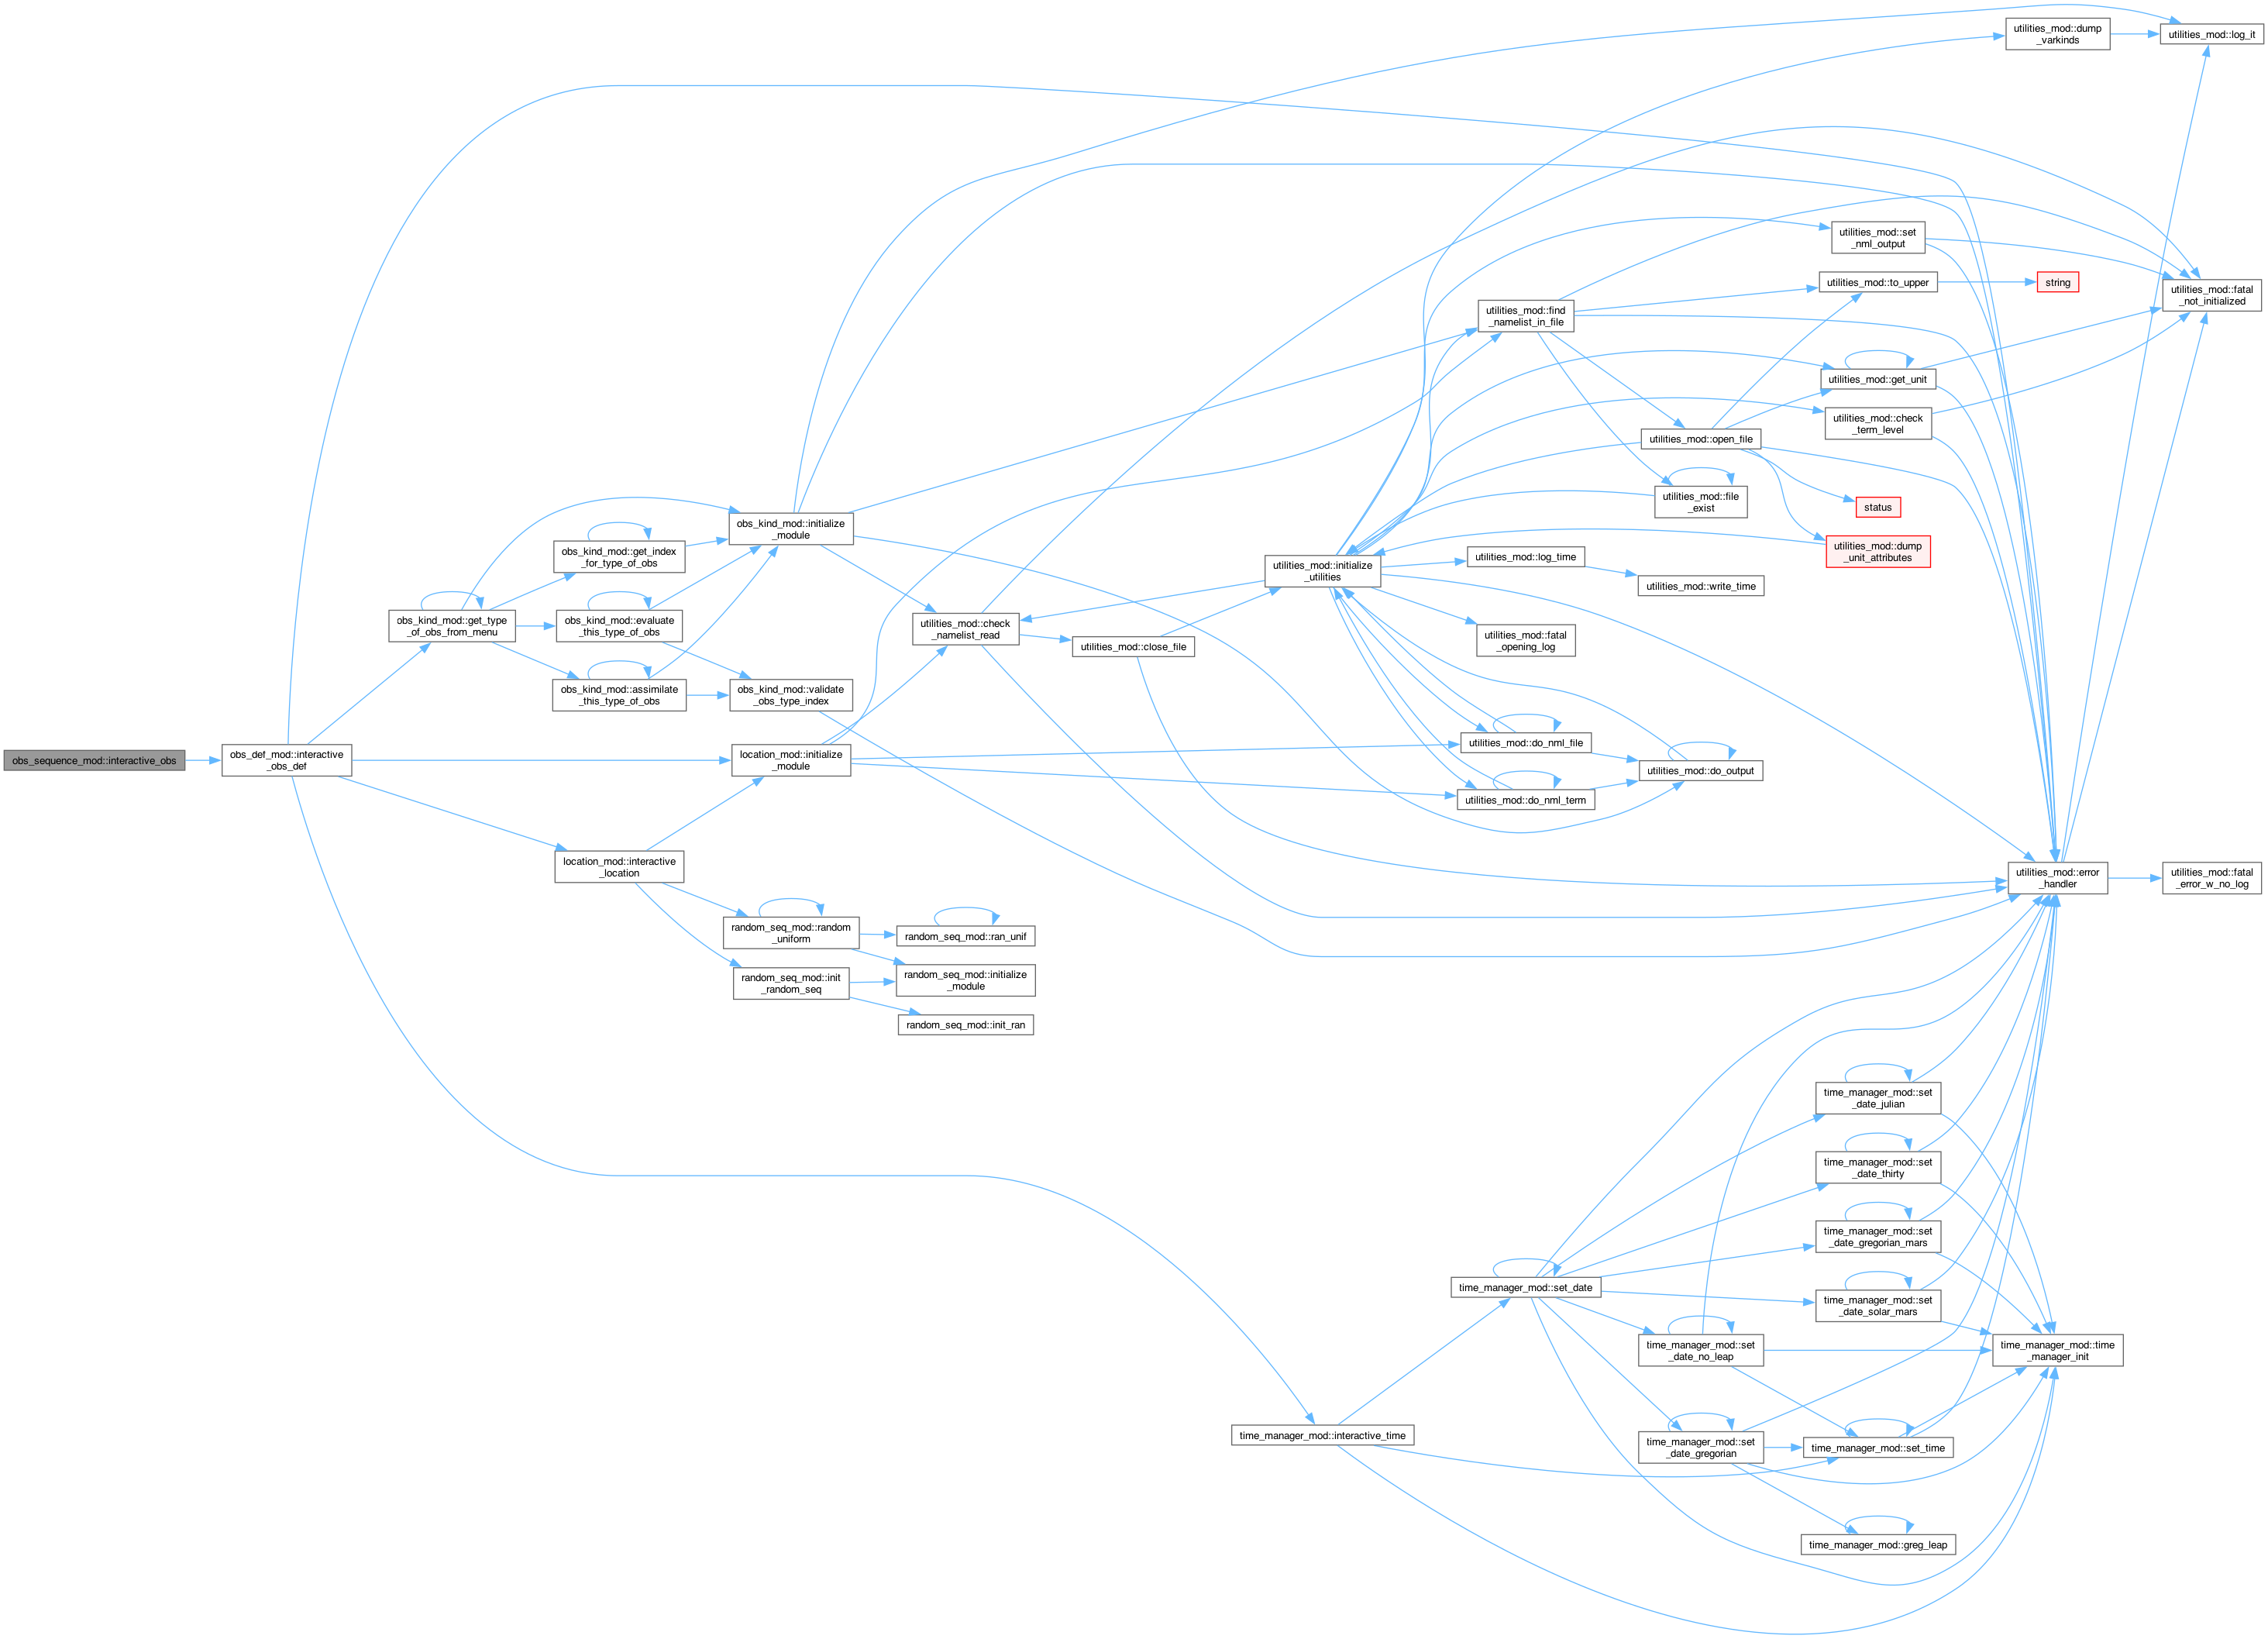 obs_sequence_mod::interactive_obs
obs_def_mod::interactive
_obs_def
obs_kind_mod::get_type
_of_obs_from_menu
obs_kind_mod::get_index
_for_type_of_obs
obs_kind_mod::evaluate
_this_type_of_obs
obs_kind_mod::assimilate
_this_type_of_obs
location_mod::interactive
_location
obs_kind_mod::initialize
_module
obs_kind_mod::validate
_obs_type_index
location_mod::initialize
_module
random_seq_mod::random
_uniform
random_seq_mod::init
_random_seq
utilities_mod::check
_namelist_read
random_seq_mod::ran_unif
random_seq_mod::initialize
_module
random_seq_mod::init_ran
utilities_mod::close_file
utilities_mod::initialize
_utilities
time_manager_mod::interactive_time
utilities_mod::find
_namelist_in_file
utilities_mod::log_time
utilities_mod::fatal
_opening_log
utilities_mod::do_nml_file
utilities_mod::do_nml_term
time_manager_mod::set_date
utilities_mod::open_file
utilities_mod::file
_exist
utilities_mod::write_time
utilities_mod::do_output
time_manager_mod::set
_date_no_leap
time_manager_mod::set
_date_gregorian
utilities_mod::set
_nml_output
utilities_mod::to_upper
utilities_mod::get_unit
utilities_mod::check
_term_level
status
utilities_mod::dump
_unit_attributes
time_manager_mod::set
_date_julian
time_manager_mod::set
_date_thirty
time_manager_mod::set
_date_gregorian_mars
time_manager_mod::set
_date_solar_mars
time_manager_mod::set_time
time_manager_mod::greg_leap
utilities_mod::dump
_varkinds
string
utilities_mod::error
_handler
time_manager_mod::time
_manager_init
utilities_mod::log_it
utilities_mod::fatal
_not_initialized
utilities_mod::fatal
_error_w_no_log